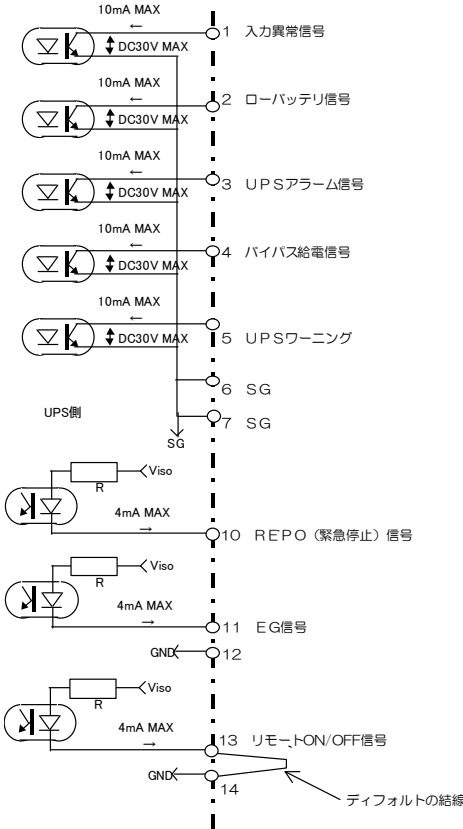 10mA MAX
←
1 入力異常信号
DC30V MAX
10mA MAX
←
2 ローバッテリ信号
DC30V MAX
10mA MAX
←
3 UPSアラーム信号
DC30V MAX
10mA MAX
←
4 バイパス給電信号
DC30V MAX
10mA MAX
←
5 UPSワーニング
DC30V MAX
6 SG
UPS側
7 SG
SG
Viso
R
4mA MAX
→
10 REPO（緊急停止）信号
Viso
R
4mA MAX
→
11 EG信号
GND
12
Viso
R
4mA MAX
→
13 リモートON/OFF信号
GND
14
ディフォルトの結線